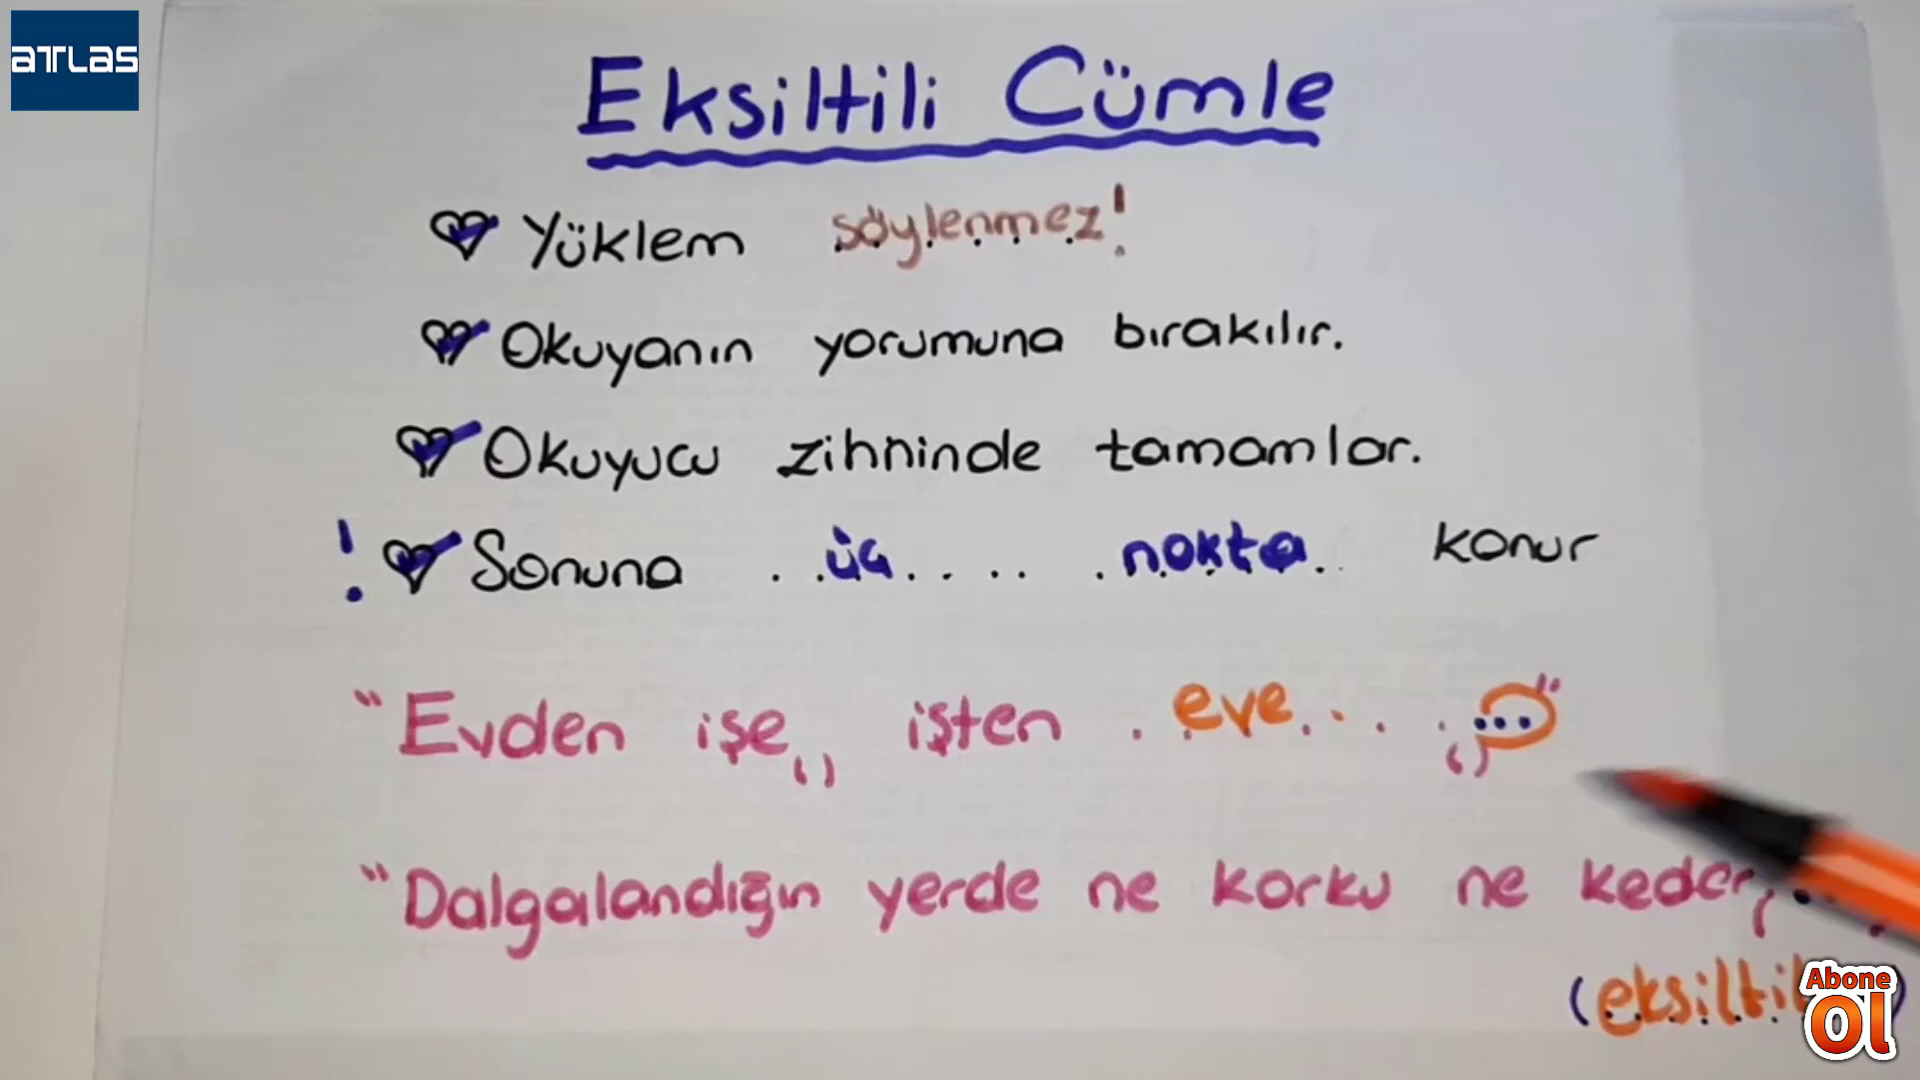 ATLAS
Eksiltili Cümle
Yüklem söylenmez!
Okuyanın yorumuna bırakılır.
Okuyucu zihninde tamamlar.
! Sonuna üç nokta konur
"Evden işe,, işten eve ..."
"Dalgalandığın yerde ne korku ne keder,
Abone
Ol